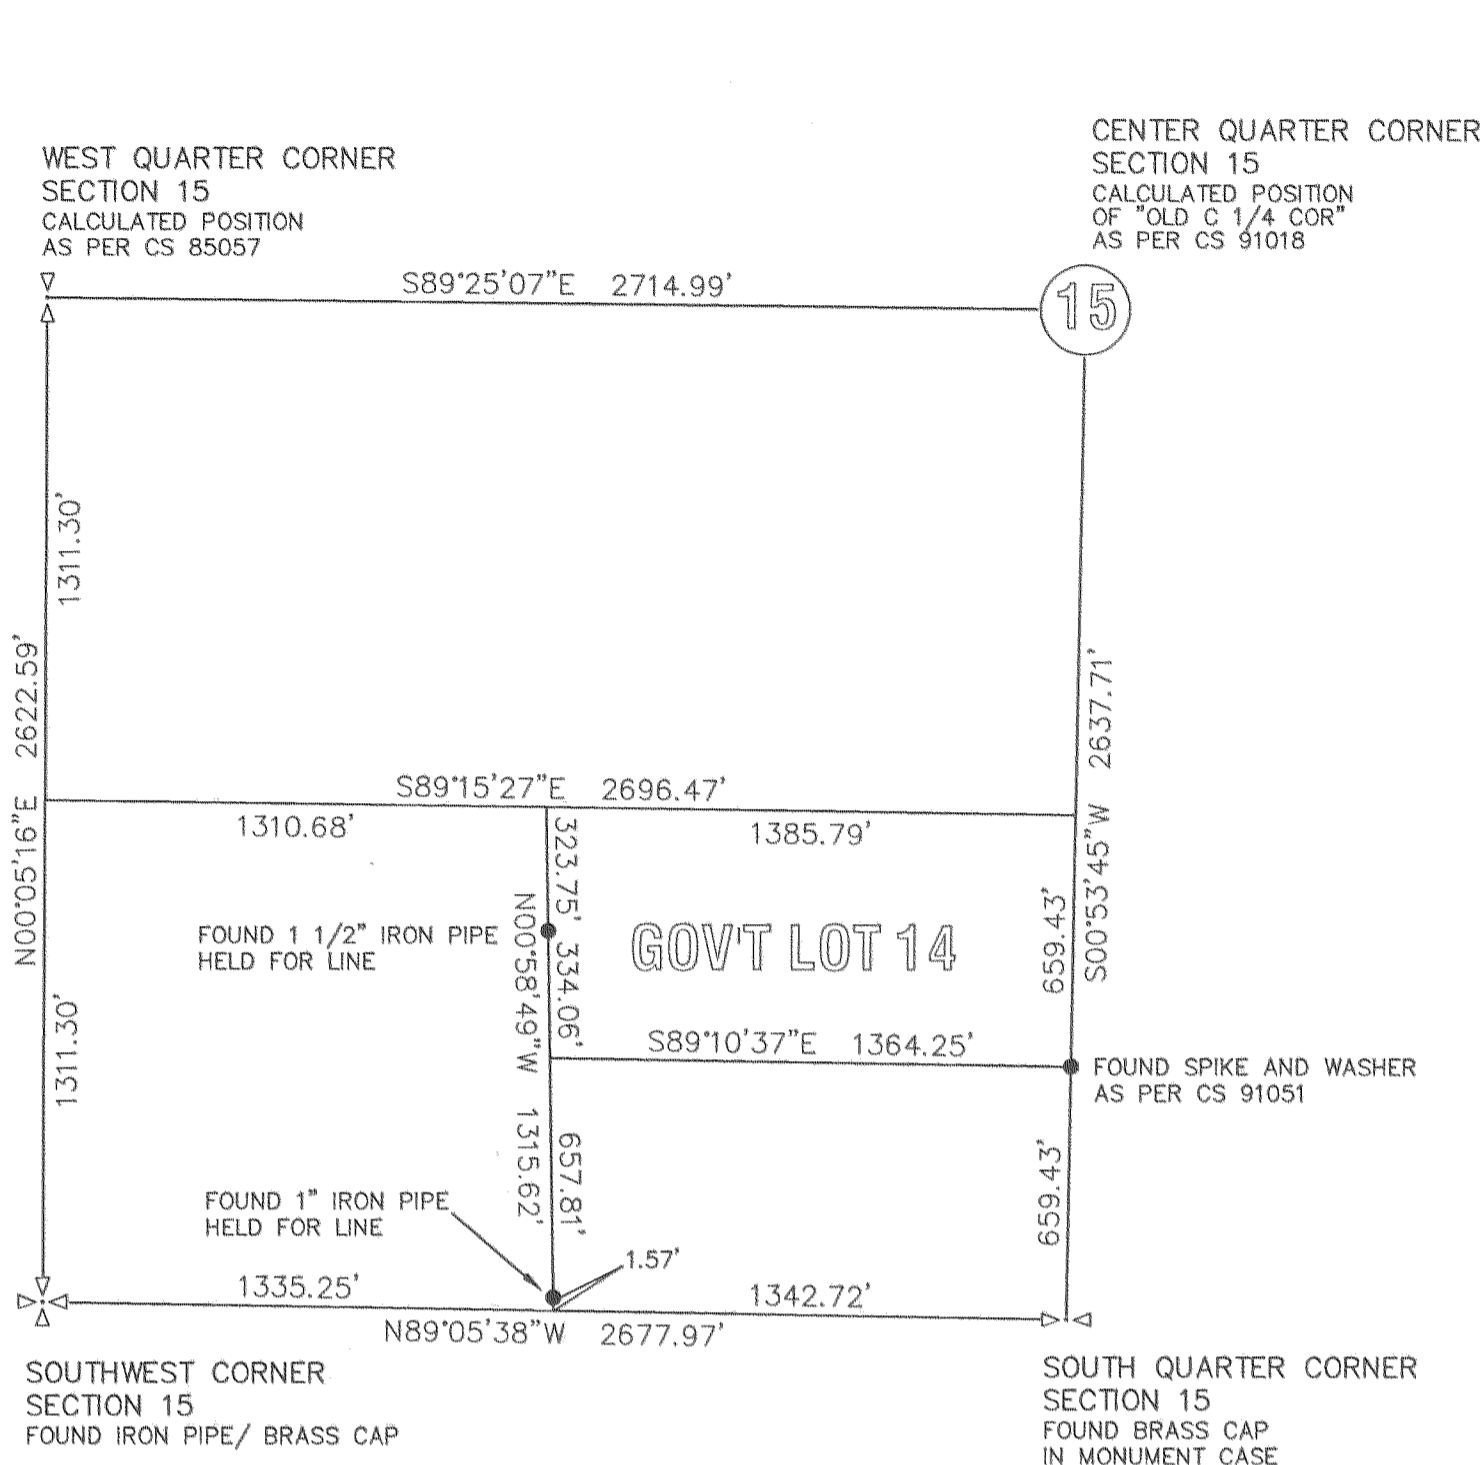 CENTER QUARTER CORNER
SECTION 15
CALCULATED POSITION
OF "OLD C 1/4 COR"
AS PER CS 91018
WEST QUARTER CORNER
SECTION 15
CALCULATED POSITION
AS PER CS 85057
S89°25'07"E 2714.99'
15
1311.30'
N00°05'16"E 2622.59'
S00°53'45"W 2637.71'
S89°15'27"E 2696.47'
1310.68'
1385.79'
323.75'
FOUND 1 1/2" IRON PIPE
HELD FOR LINE
N00°58'49"W 1315.62'
334.06'
GOV'T LOT 14
659.43'
1311.30'
S89°10'37"E 1364.25'
FOUND SPIKE AND WASHER
AS PER CS 91051
657.81'
659.43'
FOUND 1" IRON PIPE
HELD FOR LINE
1.57'
1335.25'
1342.72'
N89°05'38"W 2677.97'
SOUTHWEST CORNER
SECTION 15
FOUND IRON PIPE/ BRASS CAP
SOUTH QUARTER CORNER
SECTION 15
FOUND BRASS CAP
IN MONUMENT CASE